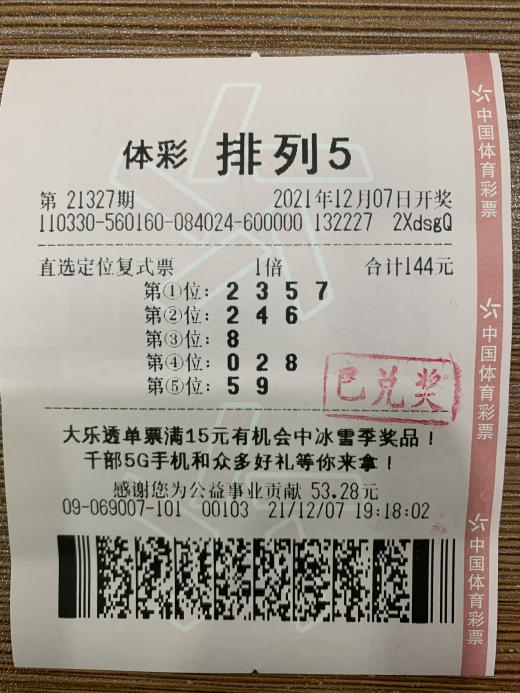 体彩 排列5
第 21327期 2021年12月07日开奖
110330-560160-084024-600000 132227 2XdsgQ
直选定位复式票 1倍 合计144元
第①位: 2 3 5 7
第②位: 2 4 6
第③位: 8
第④位: 0 2 8
第⑤位: 5 9
已兑奖
大乐透单票满15元有机会中冰雪季奖品!
千部5G手机和众多好礼等你来拿!
感谢您为公益事业贡献 53.28元
09-069007-101 00103 21/12/07 19:18:02
中国体育彩票
中国体育彩票
中国体育彩票